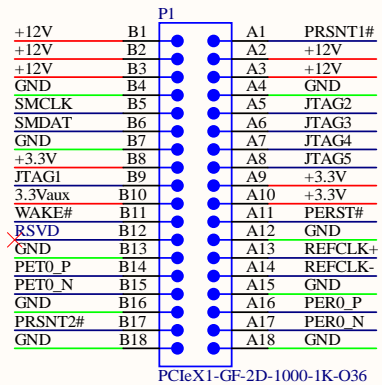 P1
+12V B1 A1 PRSNT1#
+12V B2 A2 +12V
+12V B3 A3 +12V
GND B4 A4 GND
SMCLK B5 A5 JTAG2
SMDAT B6 A6 JTAG3
GND B7 A7 JTAG4
+3.3V B8 A8 JTAG5
JTAG1 B9 A9 +3.3V
3.3Vaux B10 A10 +3.3V
WAKE# B11 A11 PERST#
RSVD B12 A12 GND
GND B13 A13 REFCLK+
PET0_P B14 A14 REFCLK-
PET0_N B15 A15 GND
GND B16 A16 PER0_P
PRSNT2# B17 A17 PER0_N
GND B18 A18 GND
PCIeX1-GF-2D-1000-1K-O36